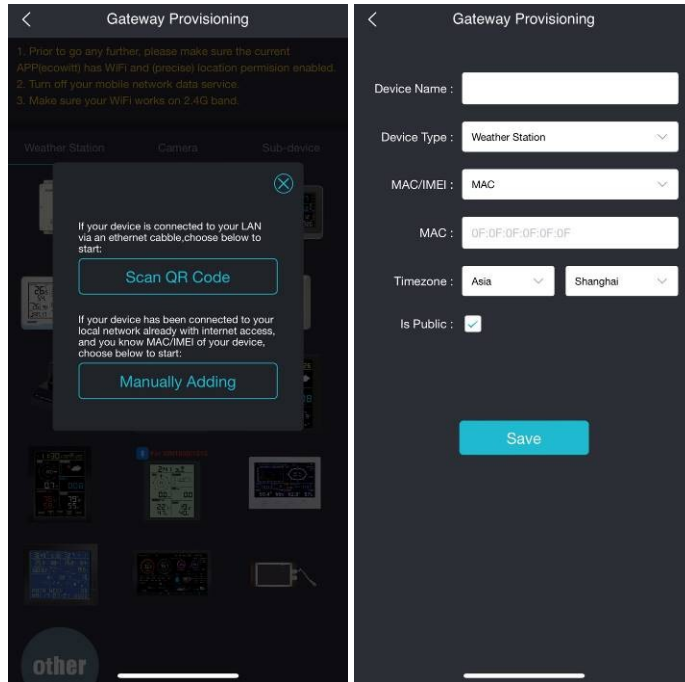 Gateway Provisioning
1. Prior to go any further, please make sure the current
APP(ecowitt) has WiFi and (precise) location permision enabled.
2. Turn off your mobile network data service.
3. Make sure your WiFi works on 2.4G band.
Weather Station
Camera
Sub-device
If your device is connected to your LAN
via an ethernet cabble,choose below to
start:
Scan QR Code
If your device has been connected to your
local network already with internet access,
and you know MAC/IMEI of your device,
choose below to start:
Manually Adding
other
Gateway Provisioning
Device Name :
Device Type : Weather Station
MAC/IMEI : MAC
MAC : 0F:0F:0F:0F:0F:0F
Timezone : Asia Shanghai
Is Public :
Save